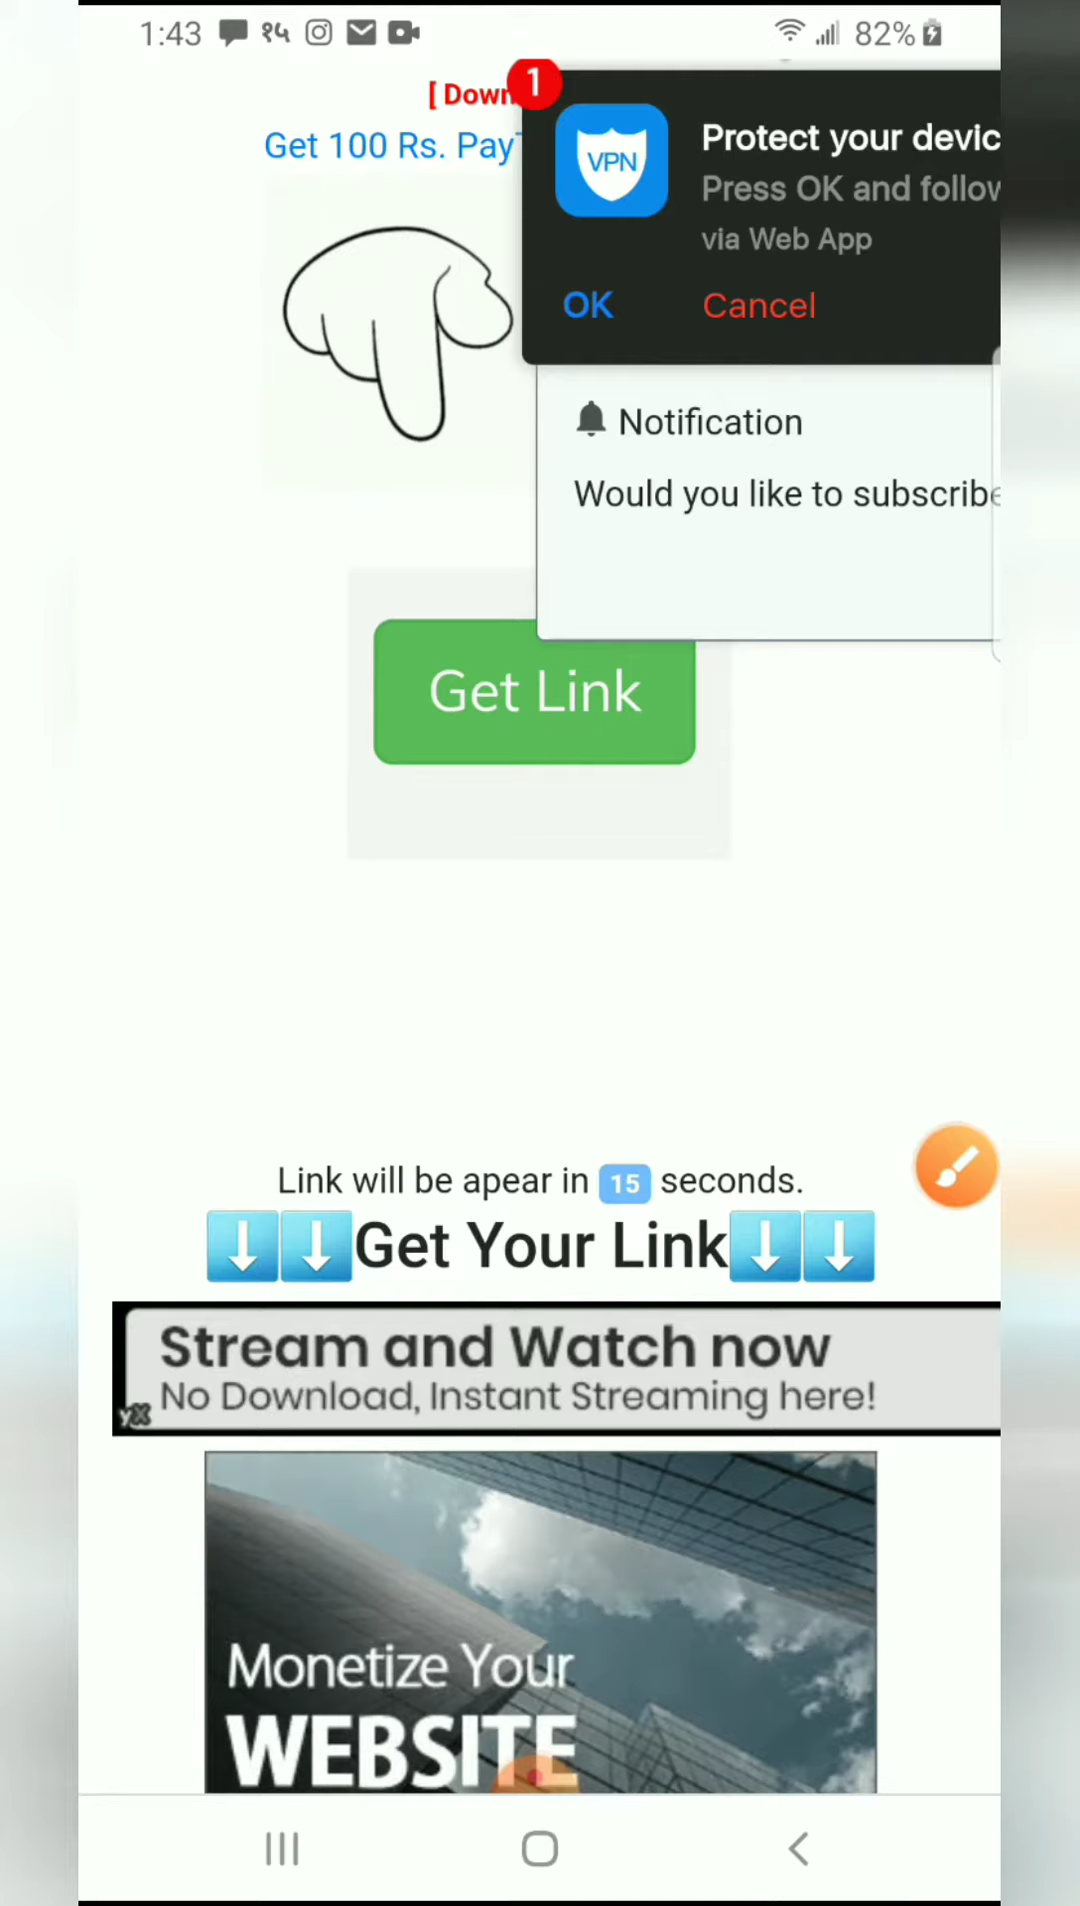 1:43 १५ 82%
[ Down
1
Get 100 Rs. Pay
VPN
Protect your devic
Press OK and follow
via Web App
OK Cancel
Notification
Would you like to subscribe
Get Link
Link will be apear in 15 seconds.
Get Your Link
Stream and Watch now
No Download, Instant Streaming here!
Monetize Your
WEBSITE